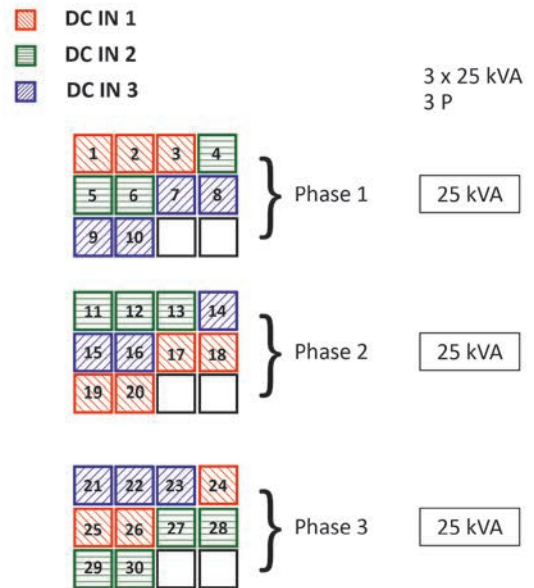 DC IN 1
DC IN 2
DC IN 3
3 x 25 kVA
3 P
1 2 3 4
5 6 7 8
9 10
Phase 1
25 kVA
11 12 13 14
15 16 17 18
19 20
Phase 2
25 kVA
21 22 23 24
25 26 27 28
29 30
Phase 3
25 kVA